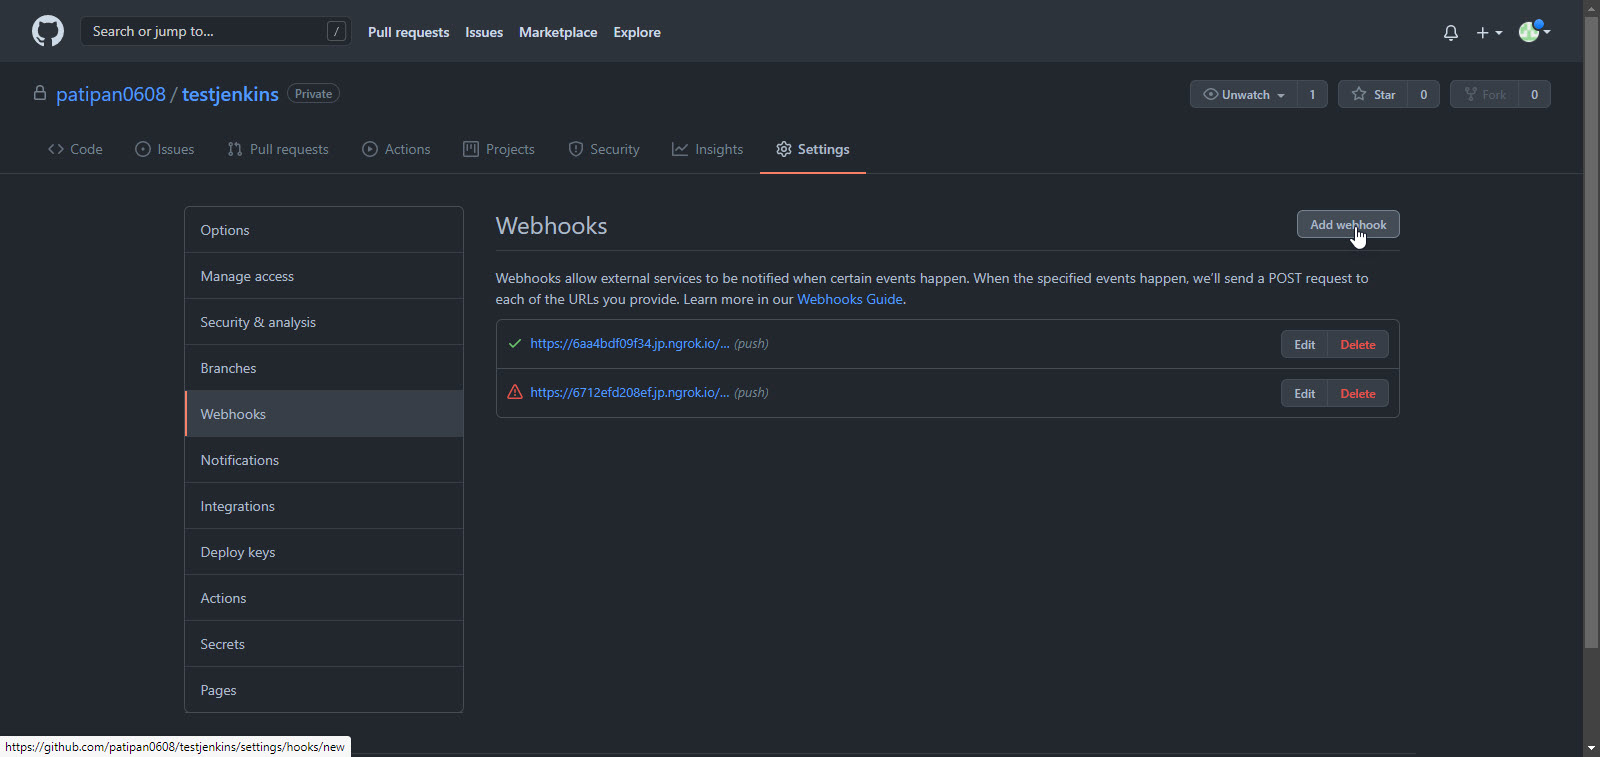 Search or jump to... /
Pull requests Issues Marketplace Explore
patipan0608 / testjenkins Private
Unwatch 1 Star 0 Fork 0
Code Issues Pull requests Actions Projects Security Insights Settings
Options
Manage access
Security & analysis
Branches
Webhooks
Notifications
Integrations
Deploy keys
Actions
Secrets
Pages
Webhooks
Add webhook
Webhooks allow external services to be notified when certain events happen. When the specified events happen, we'll send a POST request to
each of the URLs you provide. Learn more in our Webhooks Guide.
https://6aa4bdf09f34.jp.ngrok.io/... (push) Edit Delete
https://6712efd208ef.jp.ngrok.io/... (push) Edit Delete
https://github.com/patipan0608/testjenkins/settings/hooks/new